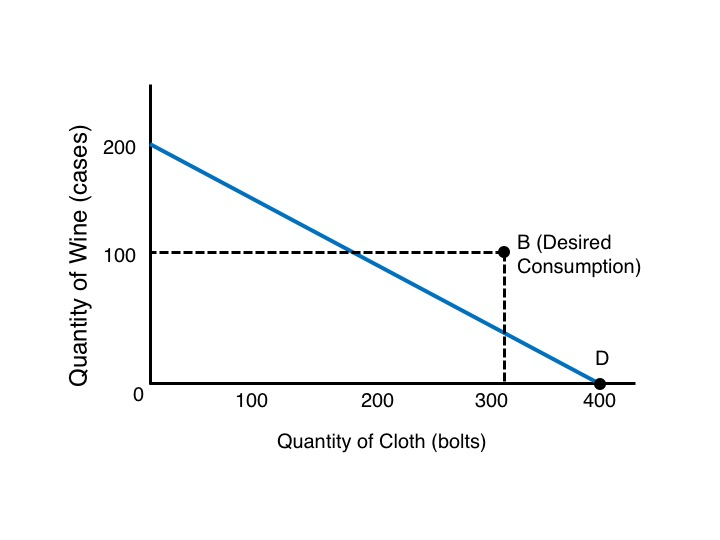 Quantity of Wine (cases)
200
100
0
B (Desired
Consumption)
D
100
200
300
400
Quantity of Cloth (bolts)